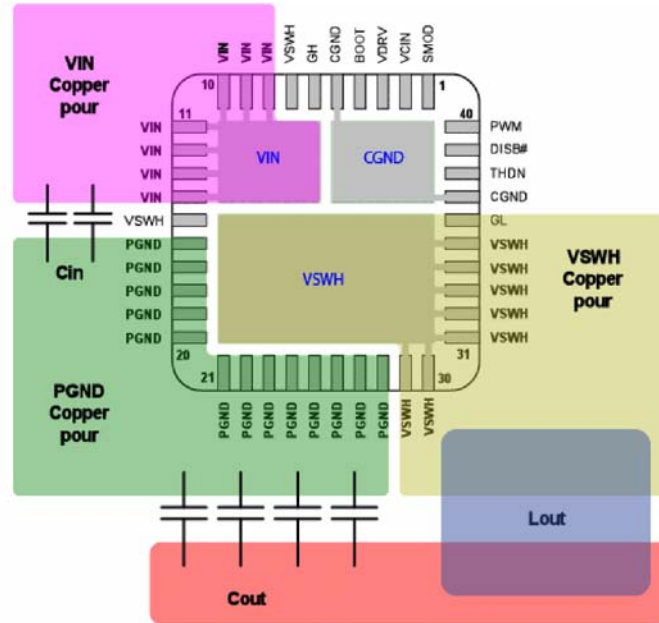 VIN
Copper
pour
VIN
VIN
VIN
VSWH
GH
CGND
BOOT
VDRV
VCIN
SMOD
10
1
11
40
VIN
VIN
VIN
VIN
VSWH
PWM
DISB#
THDN
CGND
GL
VIN
CGND
VSWH
Cin
PGND
PGND
PGND
PGND
PGND
VSWH
VSWH
VSWH
VSWH
VSWH
VSWH
Copper
pour
20
31
21
30
PGND
Copper
pour
PGND
PGND
PGND
PGND
PGND
PGND
PGND
PGND
VSWH
VSWH
Lout
Cout